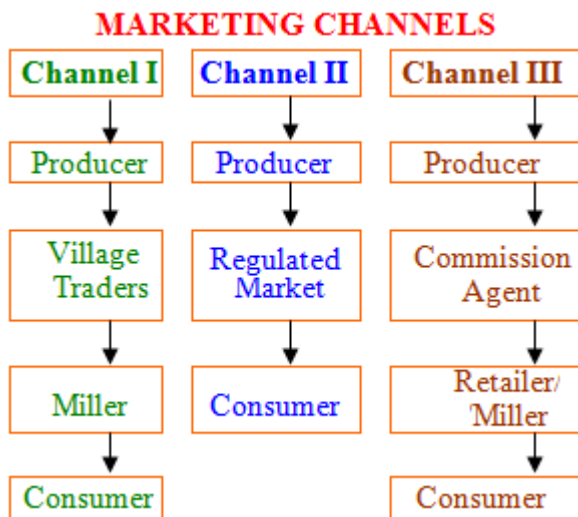 MARKETING CHANNELS
Channel I
Producer
Village
Traders
Miller
Consumer
Channel II
Producer
Regulated
Market
Consumer
Channel III
Producer
Commission
Agent
Retailer/
Miller
Consumer